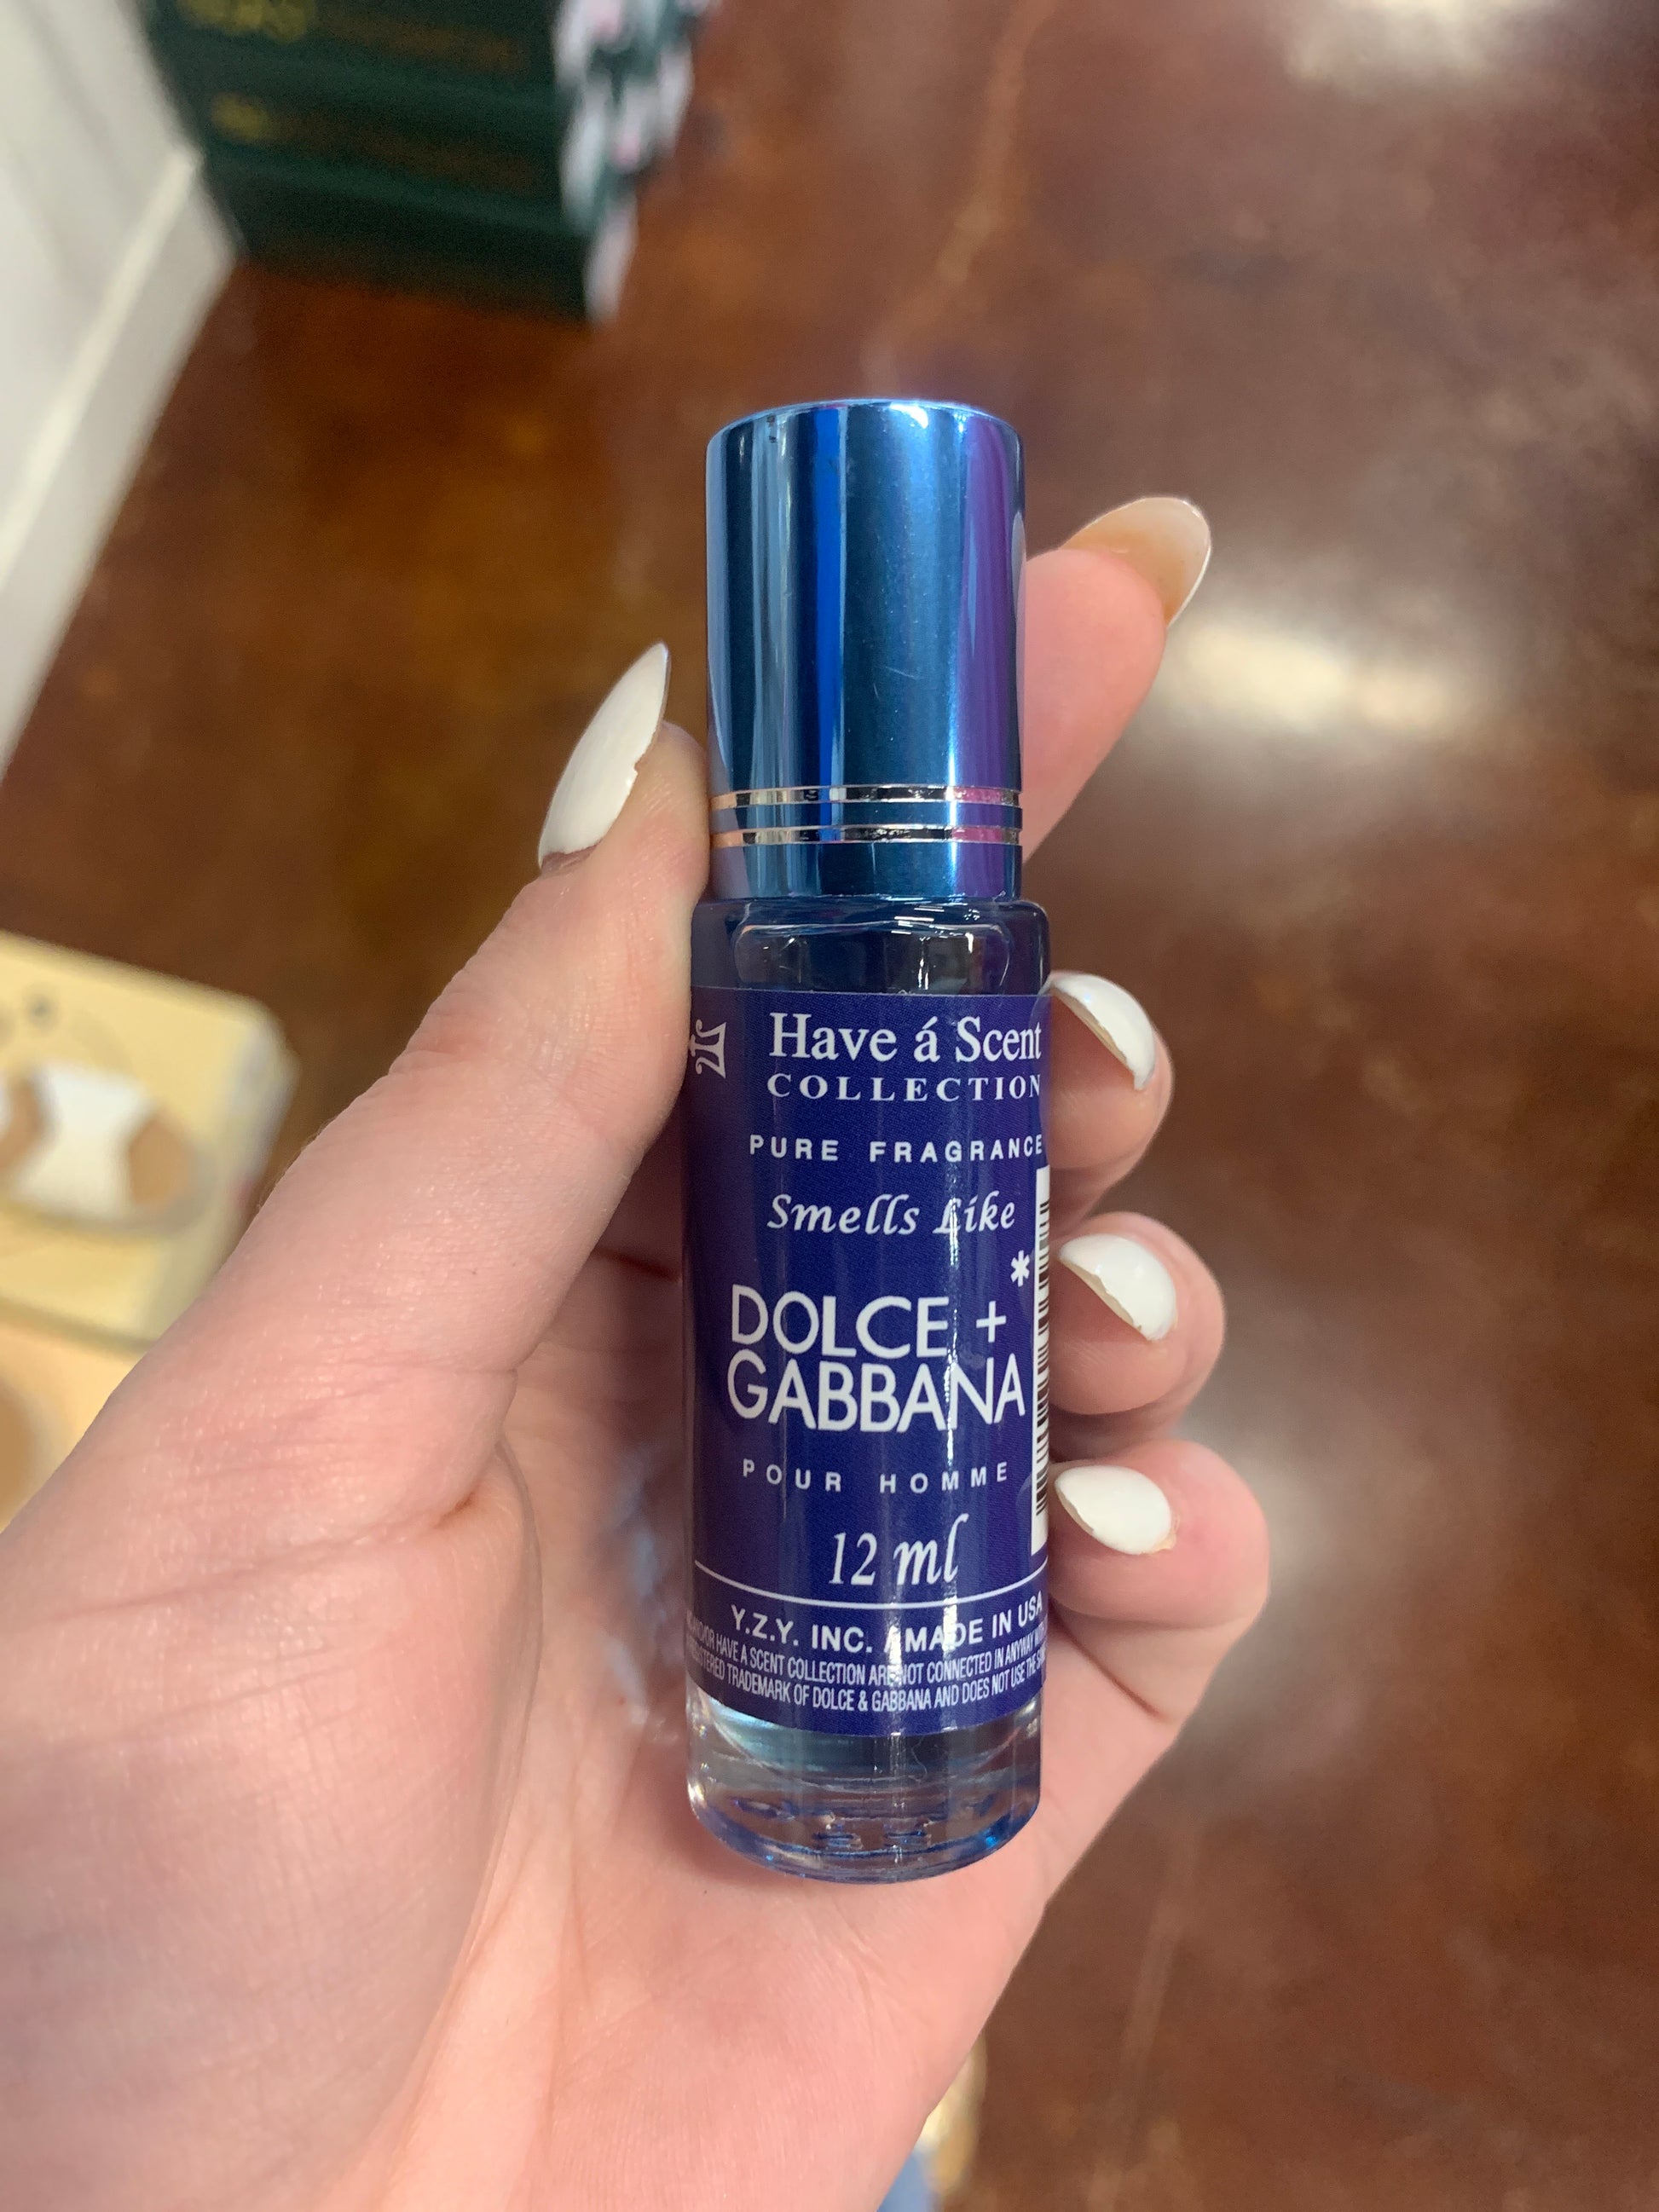 Have á Scent
COLLECTION
PURE FRAGRANCE
Smells Like
*
DOLCE +
GABBANA
POUR HOMME
12 ml
Y.Z.Y. INC. / MADE IN USA
HAVE A SCENT COLLECTION ARE NOT CONNECTED IN ANYWAY
TRADEMARK OF DOLCE & GABBANA AND DOES NOT USE THE